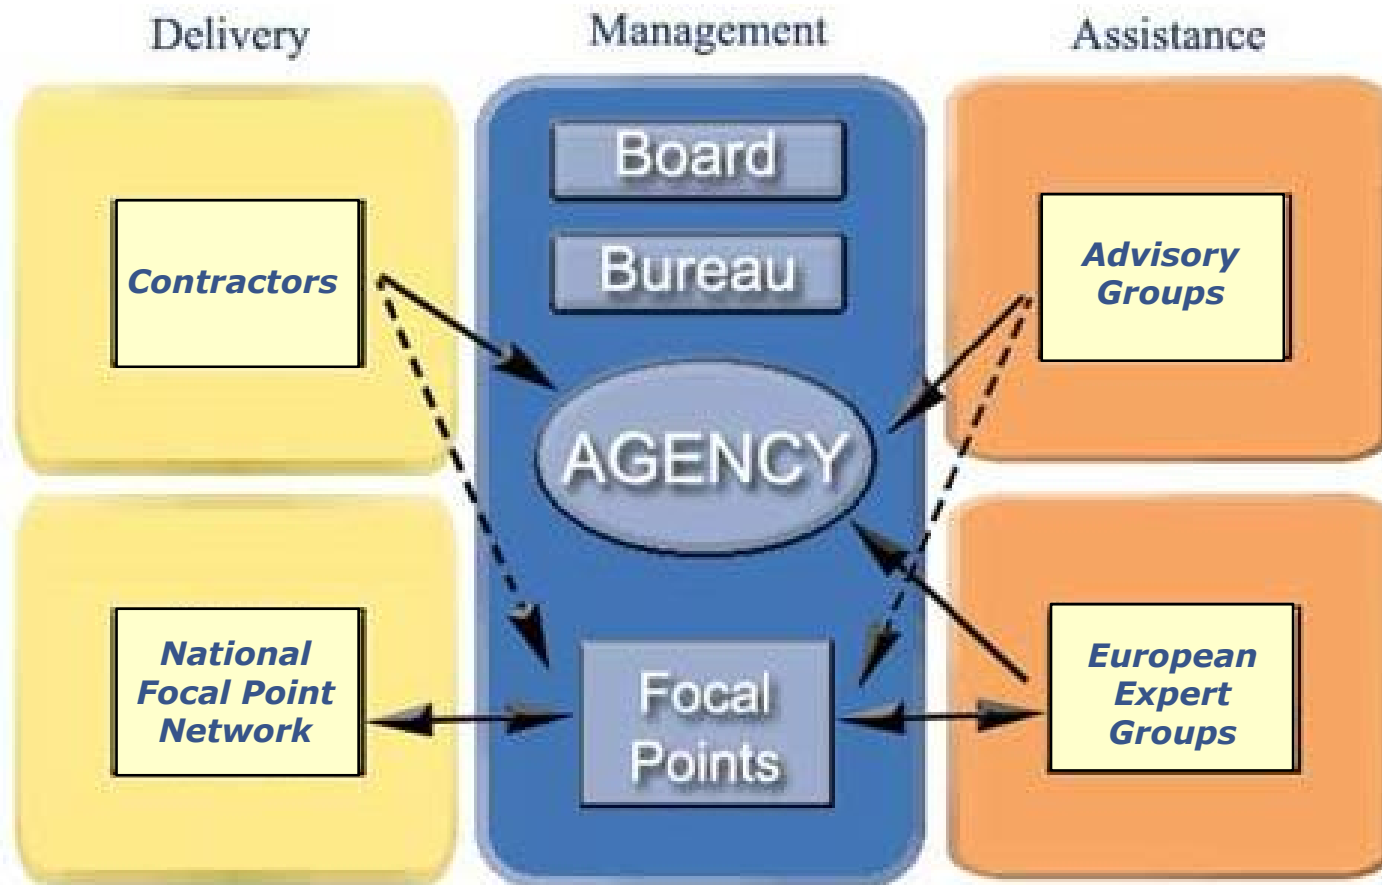 Delivery
Management
Assistance
Board
Bureau
Contractors
Advisory
Groups
AGENCY
National
Focal Point
Network
Focal
Points
European
Expert
Groups